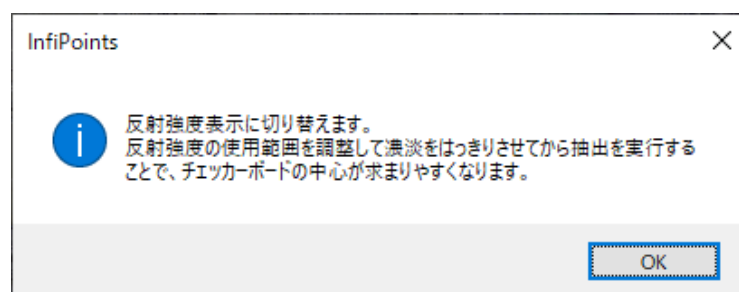 InfiPoints
反射強度表示に切り替えます。
反射強度の使用範囲を調整して濃淡をはっきりさせてから抽出を実行する
ことで、チェッカーボードの中心が求まりやすくなります。
OK